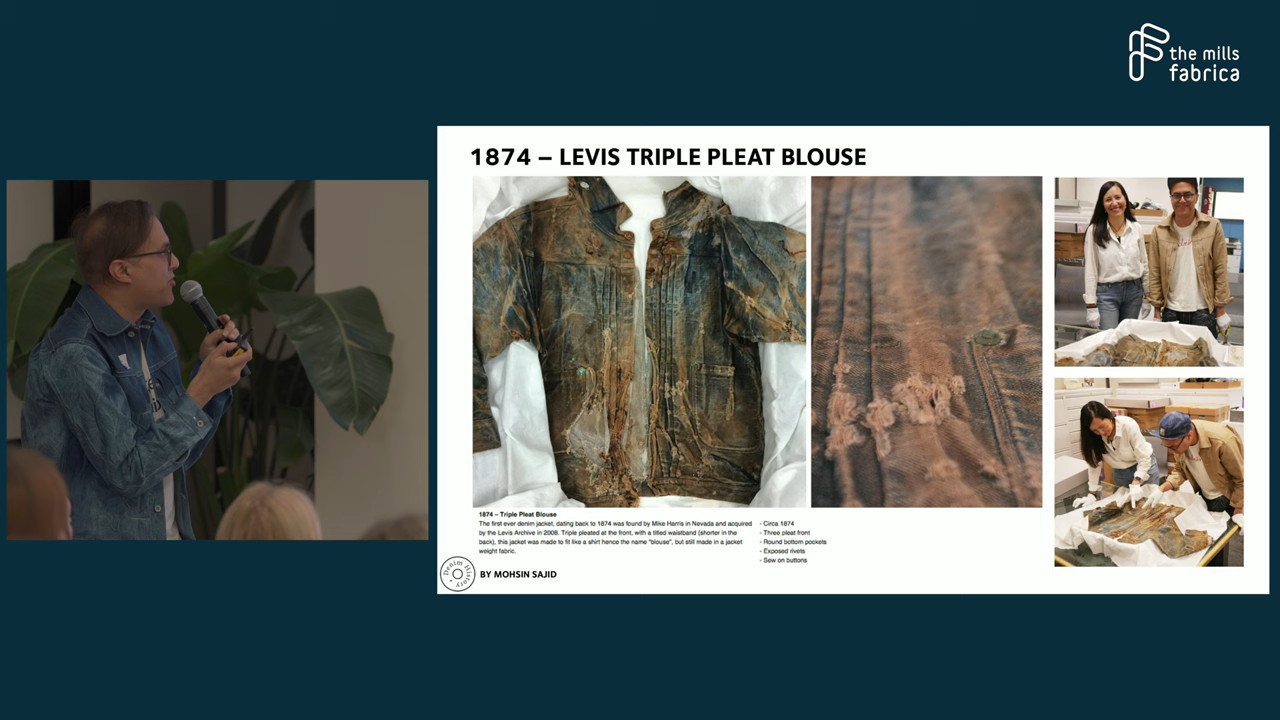 the mills
fabrica
1874 – LEVIS TRIPLE PLEAT BLOUSE
1874 – Triple Pleat Blouse
The first ever denim jacket, dating back to 1874 was found by Mike Harris in Nevada and acquired
by the Levis Archive in 2008. Triple pleated at the front, with a titled waistband (shorter in the
back), this jacket was made to fit like a shirt hence the name "blouse", but still made in a jacket
weight fabric.
- Circa 1874
- Three pleat front
- Round bottom pockets
- Exposed rivets
- Sew on buttons
Denim History
BY MOHSIN SAJID